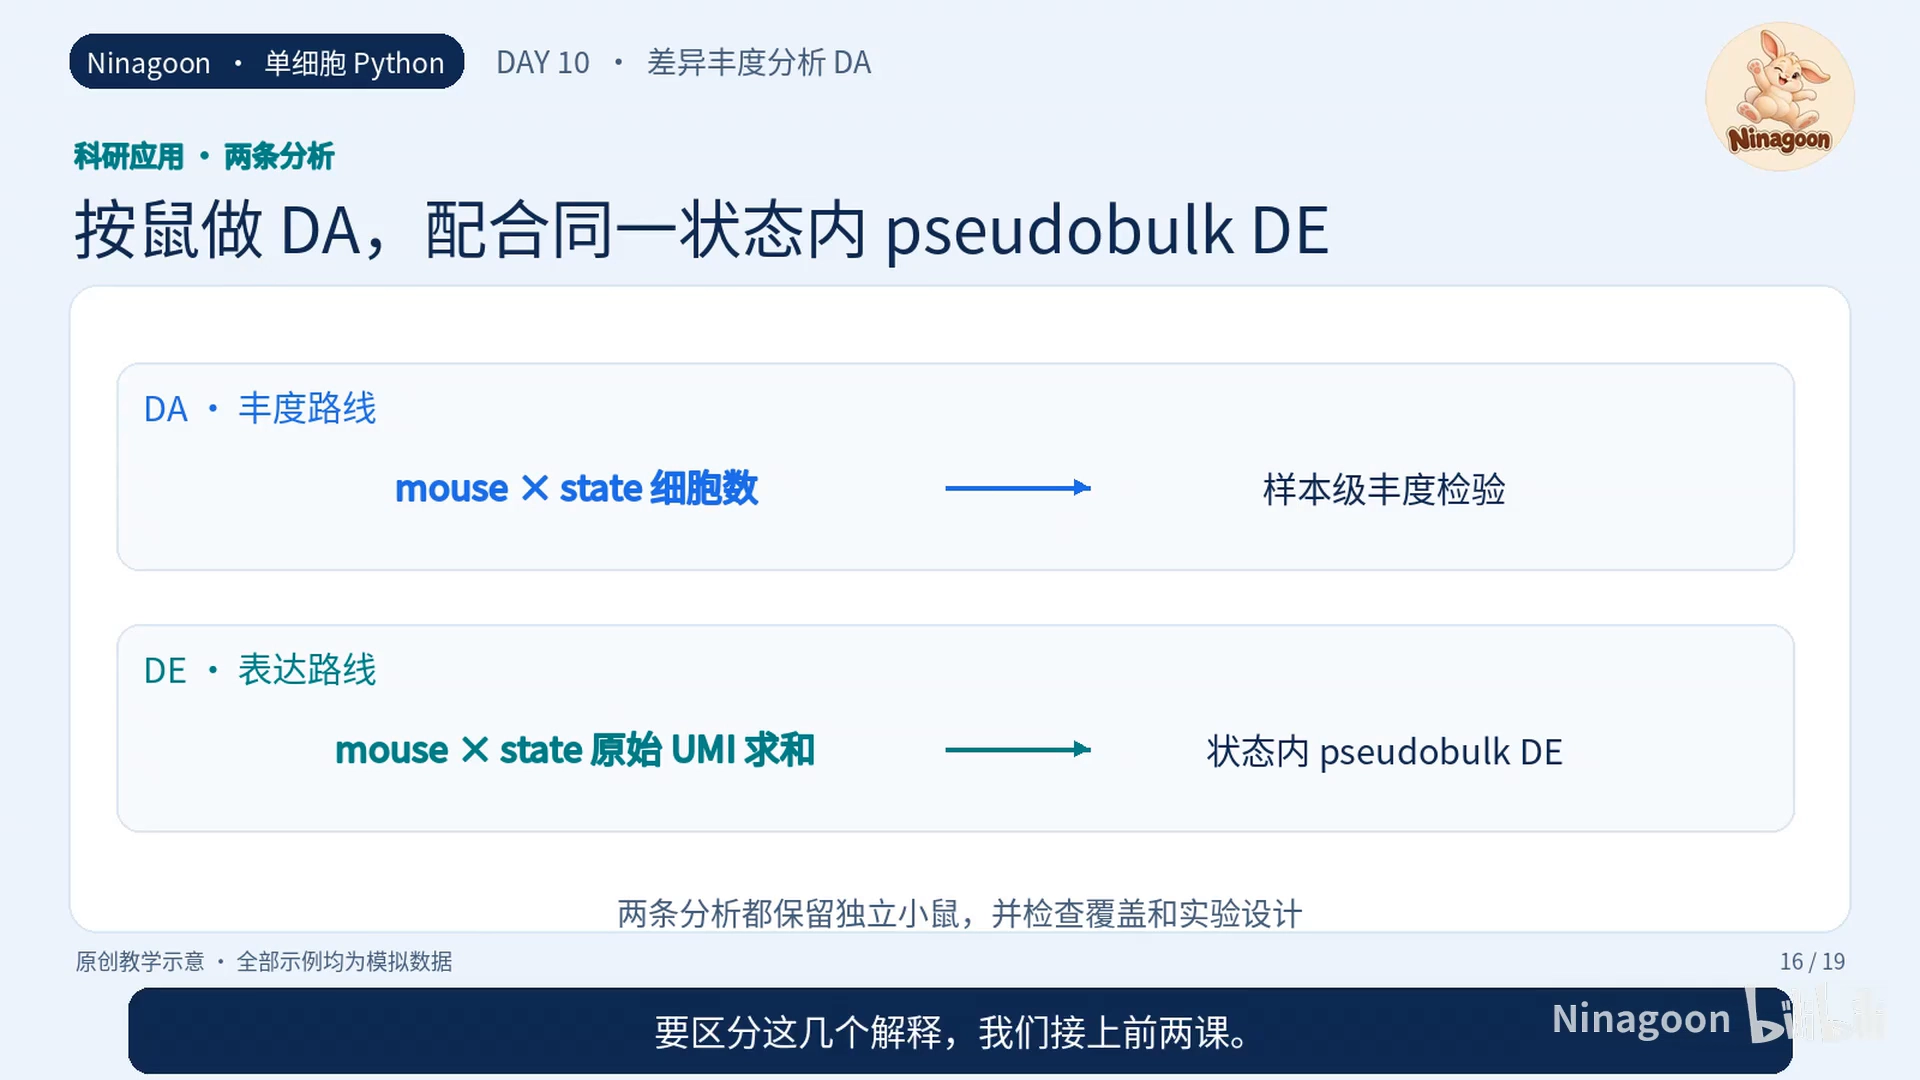 Ninagoon · 单细胞 Python
DAY 10 · 差异丰度分析 DA
Ninagoon
科研应用 · 两条分析
按鼠做 DA，配合同一状态内 pseudobulk DE
DA · 丰度路线
mouse × state 细胞数
样本级丰度检验
DE · 表达路线
mouse × state 原始 UMI 求和
状态内 pseudobulk DE
两条分析都保留独立小鼠，并检查覆盖和实验设计
原创教学示意 · 全部示例均为模拟数据
16 / 19
要区分这几个解释，我们接上前两课。
Ninagoon bilibili